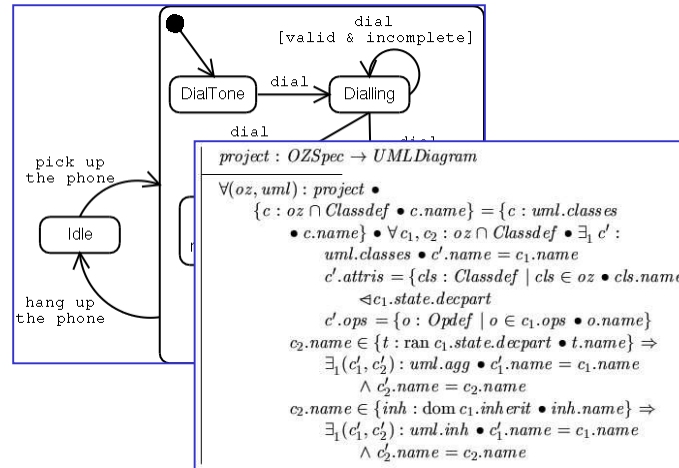 dial
[valid & incomplete]
DialTone
dial
Dialling
dial
dial
pick up
the phone
Idle
hang up
the phone
project : OZSpec → UMLDiagram
∀(oz, uml) : project •
{c : oz ∩ Classdef • c.name} = {c : uml.classes
• c.name} • ∀ c₁, c₂ : oz ∩ Classdef • ∃₁ c′ :
uml.classes • c′.name = c₁.name
c′.attris = {cls : Classdef | cls ∈ oz • cls.name
⩤c₁.state.decpart
c′.ops = {o : Opdef | o ∈ c₁.ops • o.name}
c₂.name ∈ {t : ran c₁.state.decpart • t.name} ⇒
∃₁(c′₁, c′₂) : uml.agg • c′₁.name = c₁.name
∧ c′₂.name = c₂.name
c₂.name ∈ {inh : dom c₁.inherit • inh.name} ⇒
∃₁(c′₁, c′₂) : uml.inh • c′₁.name = c₁.name
∧ c′₂.name = c₂.name